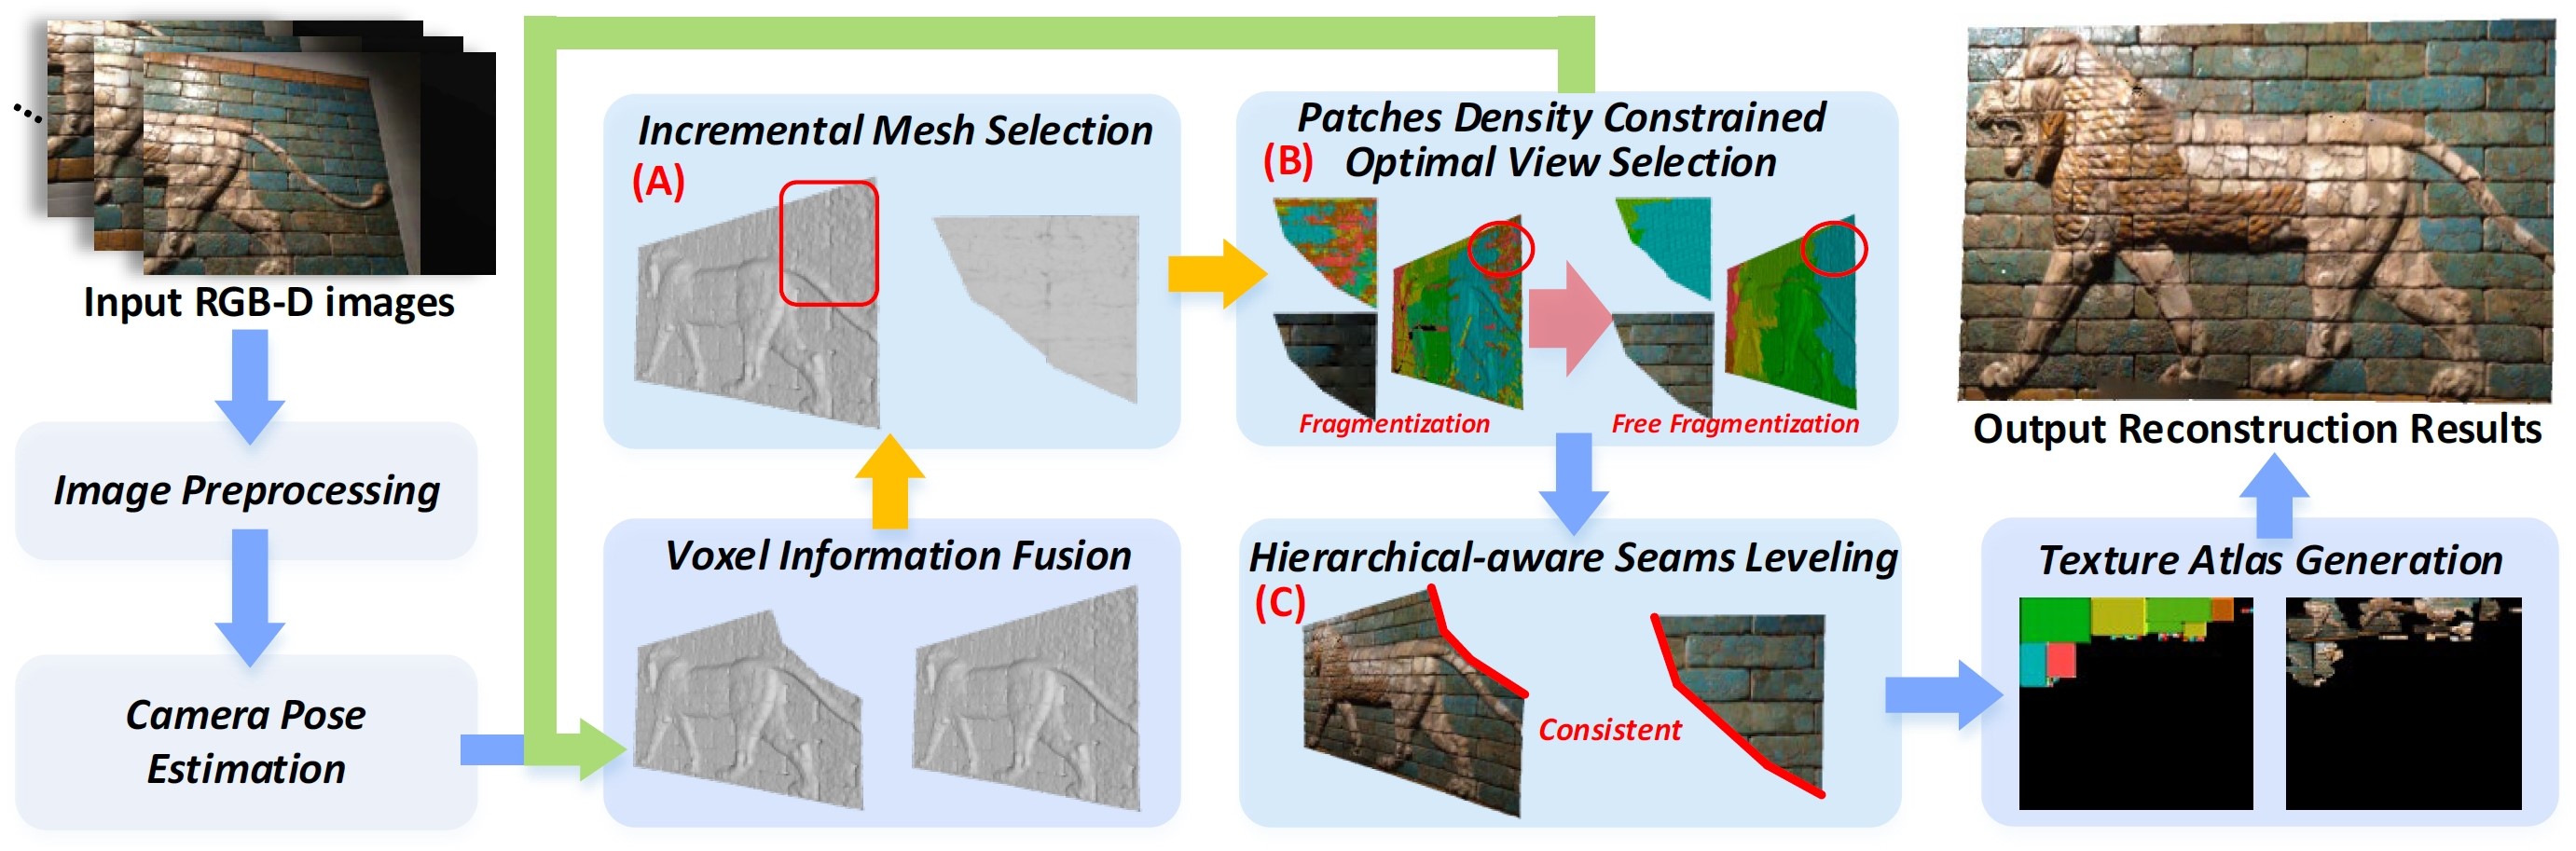 Input RGB-D images
Image Preprocessing
Camera Pose
Estimation
Incremental Mesh Selection
(A)
Voxel Information Fusion
Patches Density Constrained
(B) Optimal View Selection
Fragmentization
Free Fragmentization
Hierarchical-aware Seams Leveling
(C)
Consistent
Texture Atlas Generation
Output Reconstruction Results